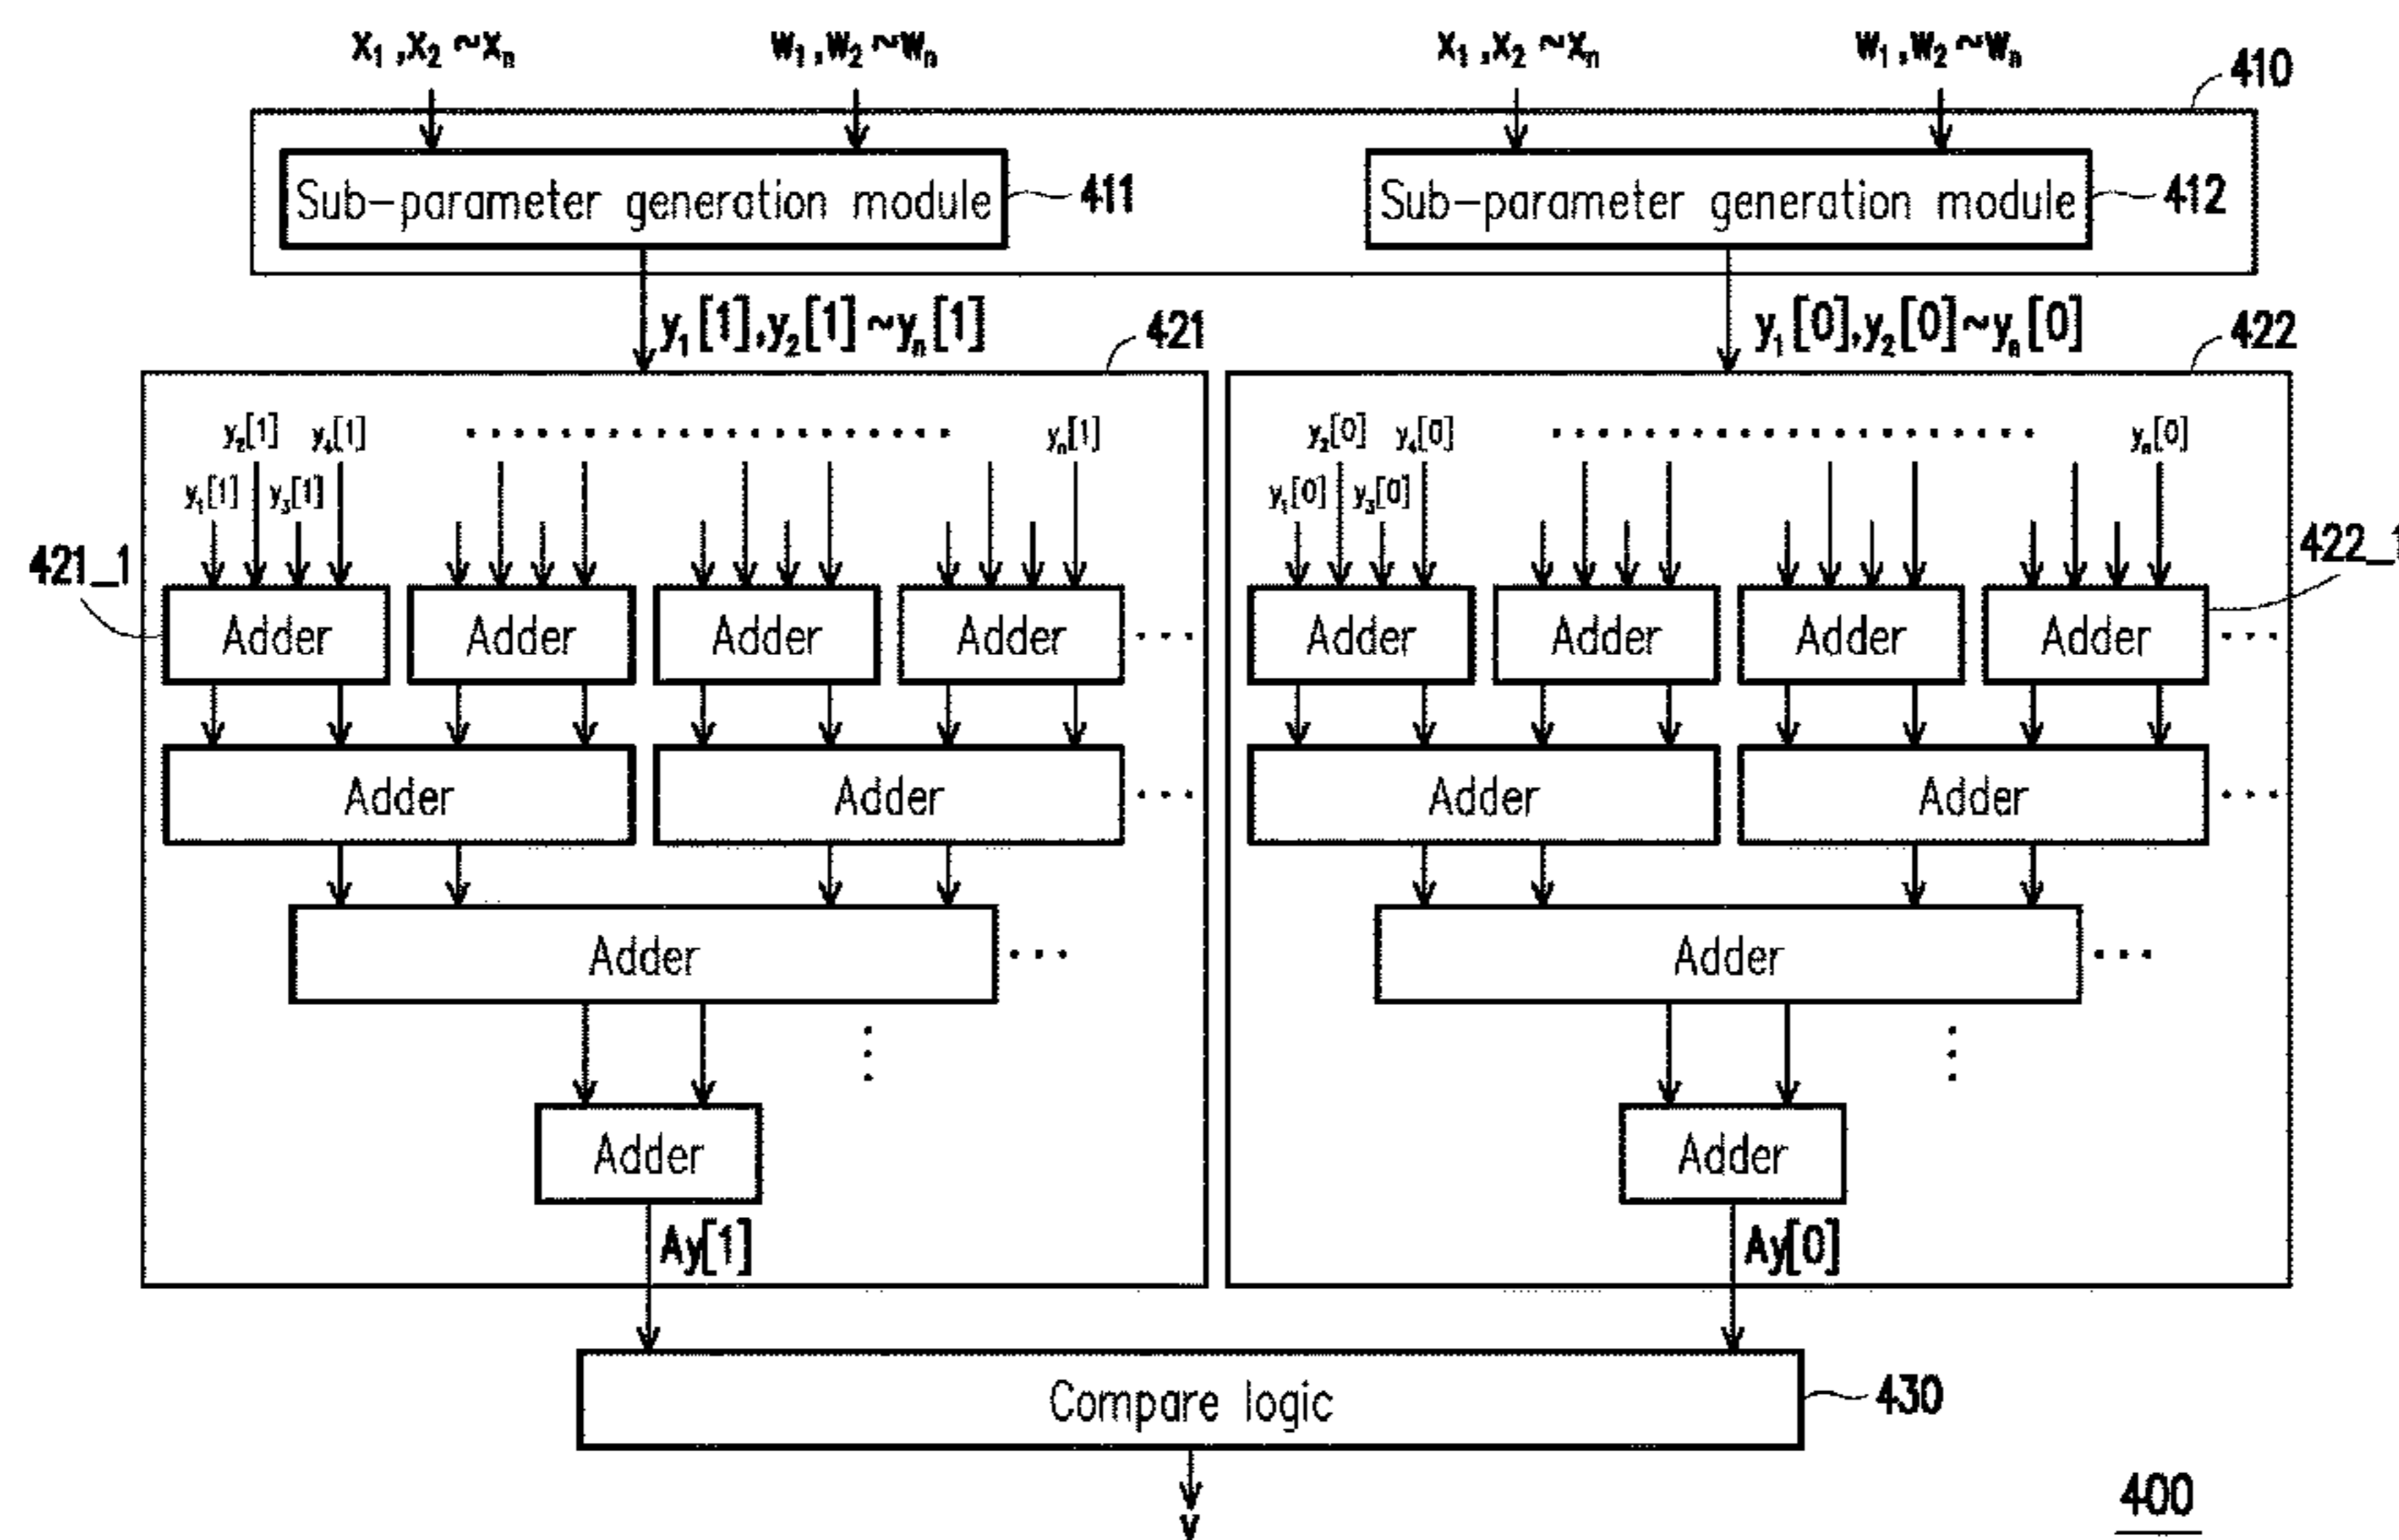 x₁,x₂~xₙ w₁,w₂~wₙ x₁,x₂~xₙ w₁,w₂~wₙ
410
Sub-parameter generation module 411 Sub-parameter generation module 412
y₁[1],y₂[1]~yₙ[1] 421 y₁[0],y₂[0]~yₙ[0] 422
y₂[1] y₄[1] ..................... yₙ[1] y₂[0] y₄[0] ..................... yₙ[0]
y₁[1] y₃[1] y₁[0] y₃[0]
421_1 422_1
Adder Adder Adder Adder ... Adder Adder Adder Adder ...
Adder Adder ... Adder Adder ...
Adder ... Adder ...
Adder Adder
Ay[1] Ay[0]
Compare logic 430
y
400